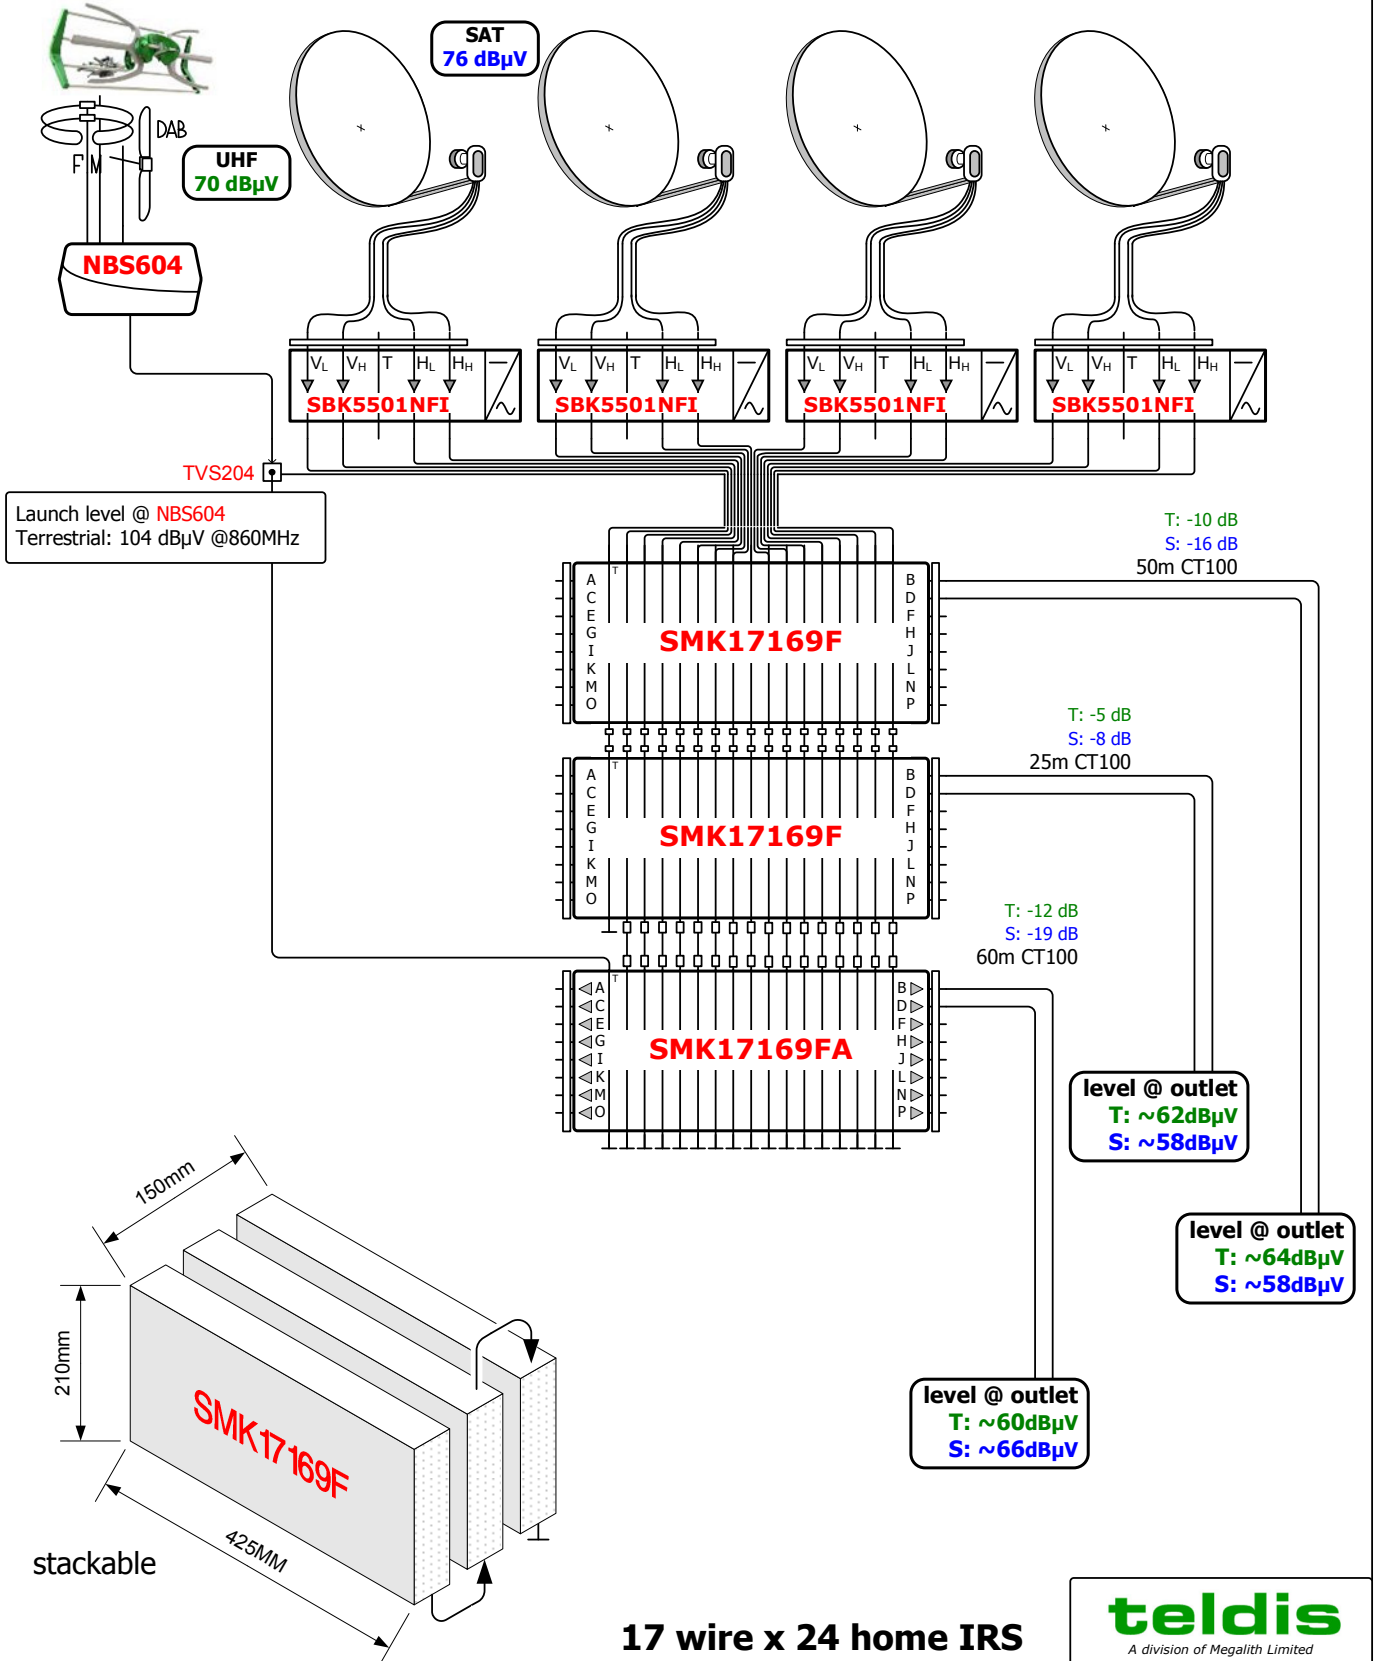 SAT
76 dBµV
DAB
FM
UHF
70 dBµV
NBS604
VL VH T HL HH
SBK5501NFI
VL VH T HL HH
SBK5501NFI
VL VH T HL HH
SBK5501NFI
VL VH T HL HH
SBK5501NFI
TVS204
Launch level @ NBS604
Terrestrial: 104 dBµV @860MHz
T: -10 dB
S: -16 dB
50m CT100
T
A B
C D
E F
G H
I J
K L
M N
O P
SMK17169F
T: -5 dB
S: -8 dB
25m CT100
T
A B
C D
E F
G H
I J
K L
M N
O P
SMK17169F
T: -12 dB
S: -19 dB
60m CT100
T
A B
C D
E F
G H
I J
K L
M N
O P
SMK17169FA
level @ outlet
T: ~62dBµV
S: ~58dBµV
level @ outlet
T: ~64dBµV
S: ~58dBµV
level @ outlet
T: ~60dBµV
S: ~66dBµV
150mm
210mm
SMK17169F
425MM
stackable
17 wire x 24 home IRS
teldis
A division of Megalith Limited